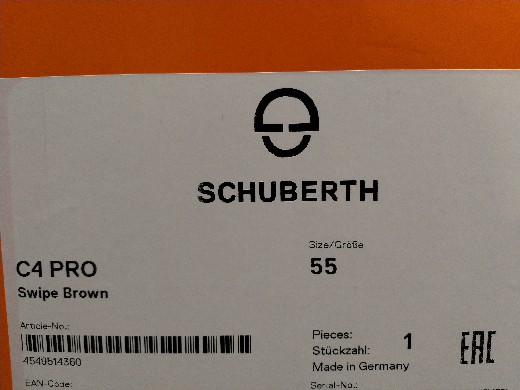 SCHUBERTH
Size/Größe
55
C4 PRO
Swipe Brown
Article-No.:
4549514360
Pieces: 1
Stückzahl:
Made in Germany
EAC
EAN-Code:
Serial-No.: